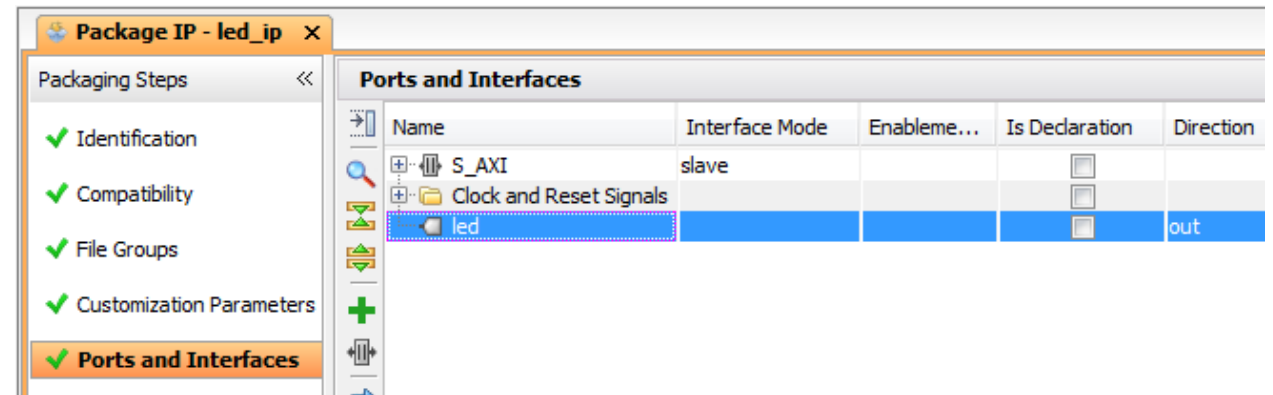 Package IP - led_ip X
Packaging Steps «
Ports and Interfaces
Identification
Compatibility
File Groups
Customization Parameters
Ports and Interfaces
Name Interface Mode Enableme... Is Declaration Direction
S_AXI slave
Clock and Reset Signals
led out